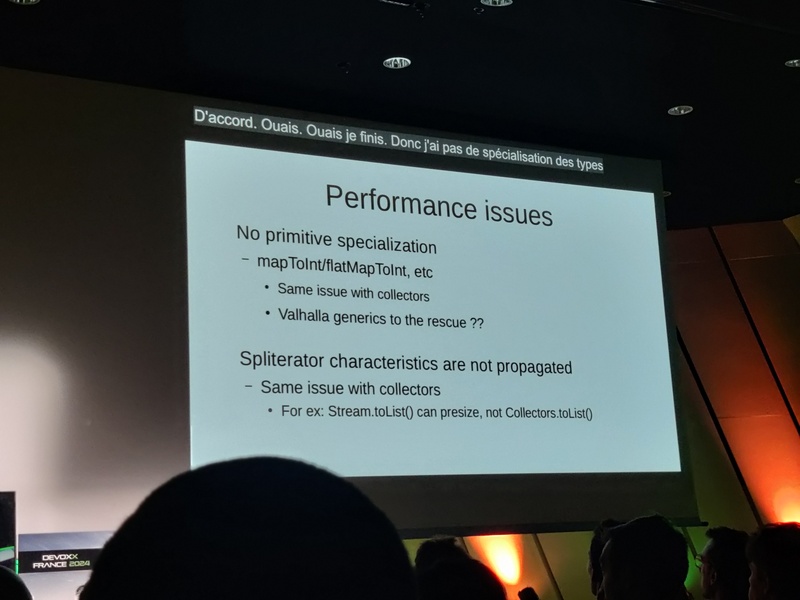 D'accord. Ouais. Ouais je finis. Donc j'ai pas de spécialisation des types
Performance issues
No primitive specialization
– mapToInt/flatMapToInt, etc
• Same issue with collectors
• Valhalla generics to the rescue ??
Spliterator characteristics are not propagated
– Same issue with collectors
• For ex: Stream.toList() can presize, not Collectors.toList()
DEVOXX
FRANCE 2024